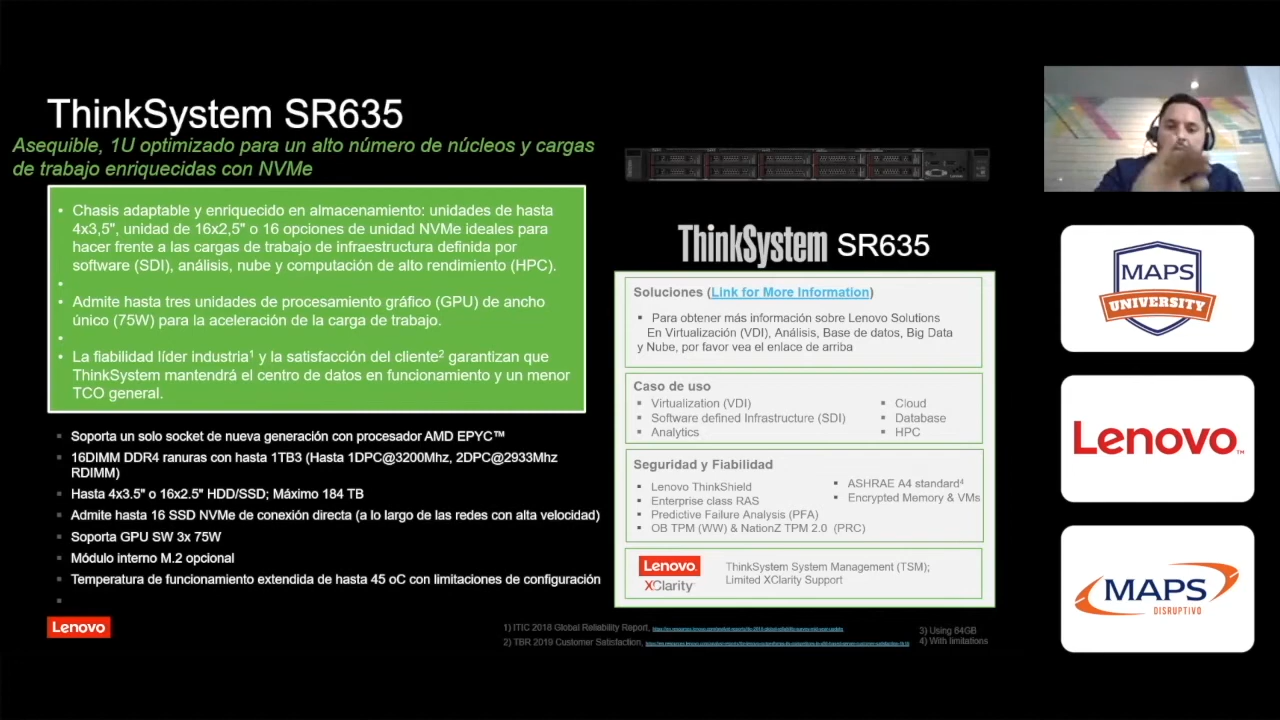 ThinkSystem SR635
Asequible, 1U optimizado para un alto número de núcleos y cargas
de trabajo enriquecidas con NVMe
• Chasis adaptable y enriquecido en almacenamiento: unidades de hasta
4x3,5", unidad de 16x2,5" o 16 opciones de unidad NVMe ideales para
hacer frente a las cargas de trabajo de infraestructura definida por
software (SDI), análisis, nube y computación de alto rendimiento (HPC).
•
• Admite hasta tres unidades de procesamiento gráfico (GPU) de ancho
único (75W) para la aceleración de la carga de trabajo.
•
• La fiabilidad líder industria¹ y la satisfacción del cliente² garantizan que
ThinkSystem mantendrá el centro de datos en funcionamiento y un menor
TCO general.
▪ Soporta un solo socket de nueva generación con procesador AMD EPYC™
▪ 16DIMM DDR4 ranuras con hasta 1TB3 (Hasta 1DPC@3200Mhz, 2DPC@2933Mhz
RDIMM)
▪ Hasta 4x3.5" o 16x2.5" HDD/SSD; Máximo 184 TB
▪ Admite hasta 16 SSD NVMe de conexión directa (a lo largo de las redes con alta velocidad)
▪ Soporta GPU SW 3x 75W
▪ Módulo interno M.2 opcional
▪ Temperatura de funcionamiento extendida de hasta 45 oC con limitaciones de configuración
▪
Lenovo
ThinkSystem SR635
Soluciones (Link for More Information)
▪ Para obtener más información sobre Lenovo Solutions
En Virtualización (VDI), Análisis, Base de datos, Big Data
y Nube, por favor vea el enlace de arriba
Caso de uso
▪ Virtualization (VDI)
▪ Software defined Infrastructure (SDI)
▪ Analytics
▪ Cloud
▪ Database
▪ HPC
Seguridad y Fiabilidad
▪ Lenovo ThinkShield
▪ Enterprise class RAS
▪ Predictive Failure Analysis (PFA)
▪ OB TPM (WW) & NationZ TPM 2.0 (PRC)
▪ ASHRAE A4 standard⁴
▪ Encrypted Memory & VMs
Lenovo.
XClarity
ThinkSystem System Management (TSM);
Limited XClarity Support
1) ITIC 2018 Global Reliability Report,
2) TBR 2019 Customer Satisfaction,
3) Using 64GB
4) With limitations
MAPS
UNIVERSITY
Lenovo™
MAPS
DISRUPTIVO